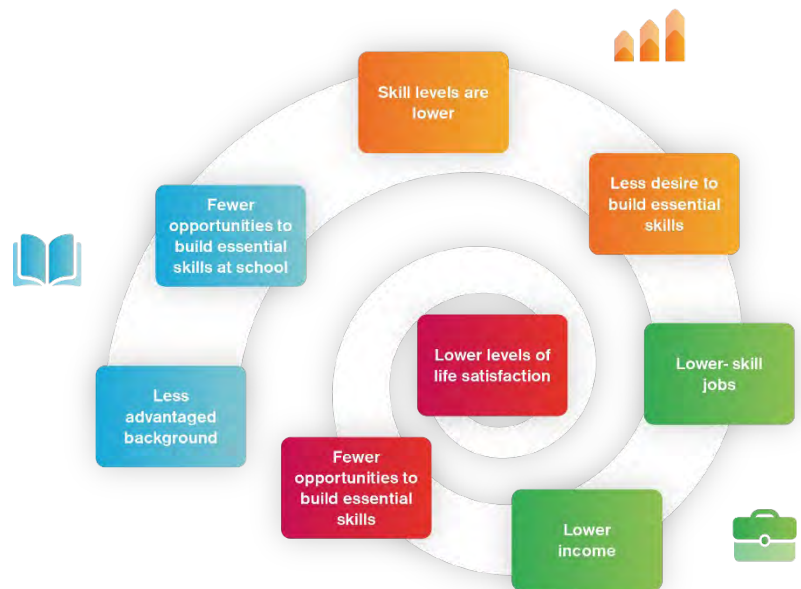 Skill levels are
lower
Less desire to
build essential
skills
Fewer
opportunities to
build essential
skills at school
Lower levels of
life satisfaction
Lower- skill
jobs
Less
advantaged
background
Fewer
opportunities to
build essential
skills
Lower
income